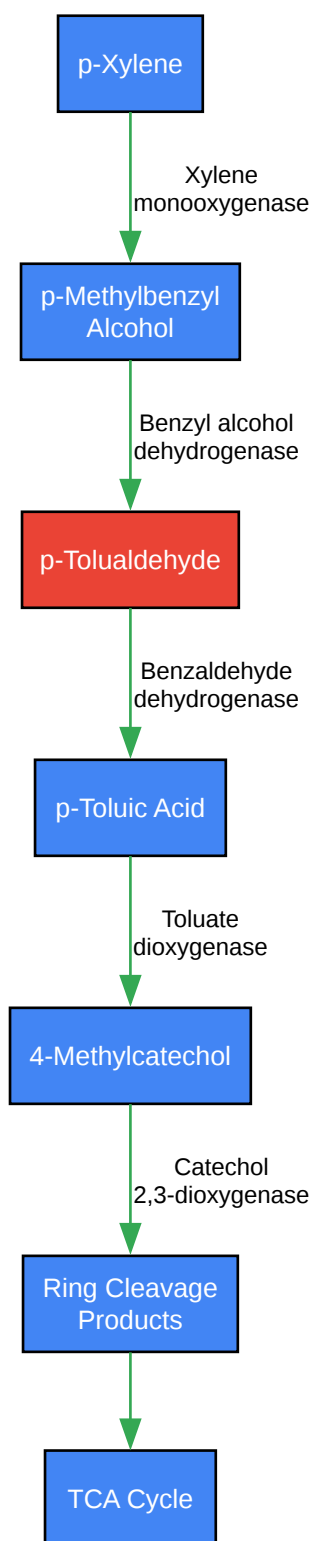 p-Xylene
Xylene
monooxygenase
p-Methylbenzyl
Alcohol
Benzyl alcohol
dehydrogenase
p-Tolualdehyde
Benzaldehyde
dehydrogenase
p-Toluic Acid
Toluate
dioxygenase
4-Methylcatechol
Catechol
2,3-dioxygenase
Ring Cleavage
Products
TCA Cycle